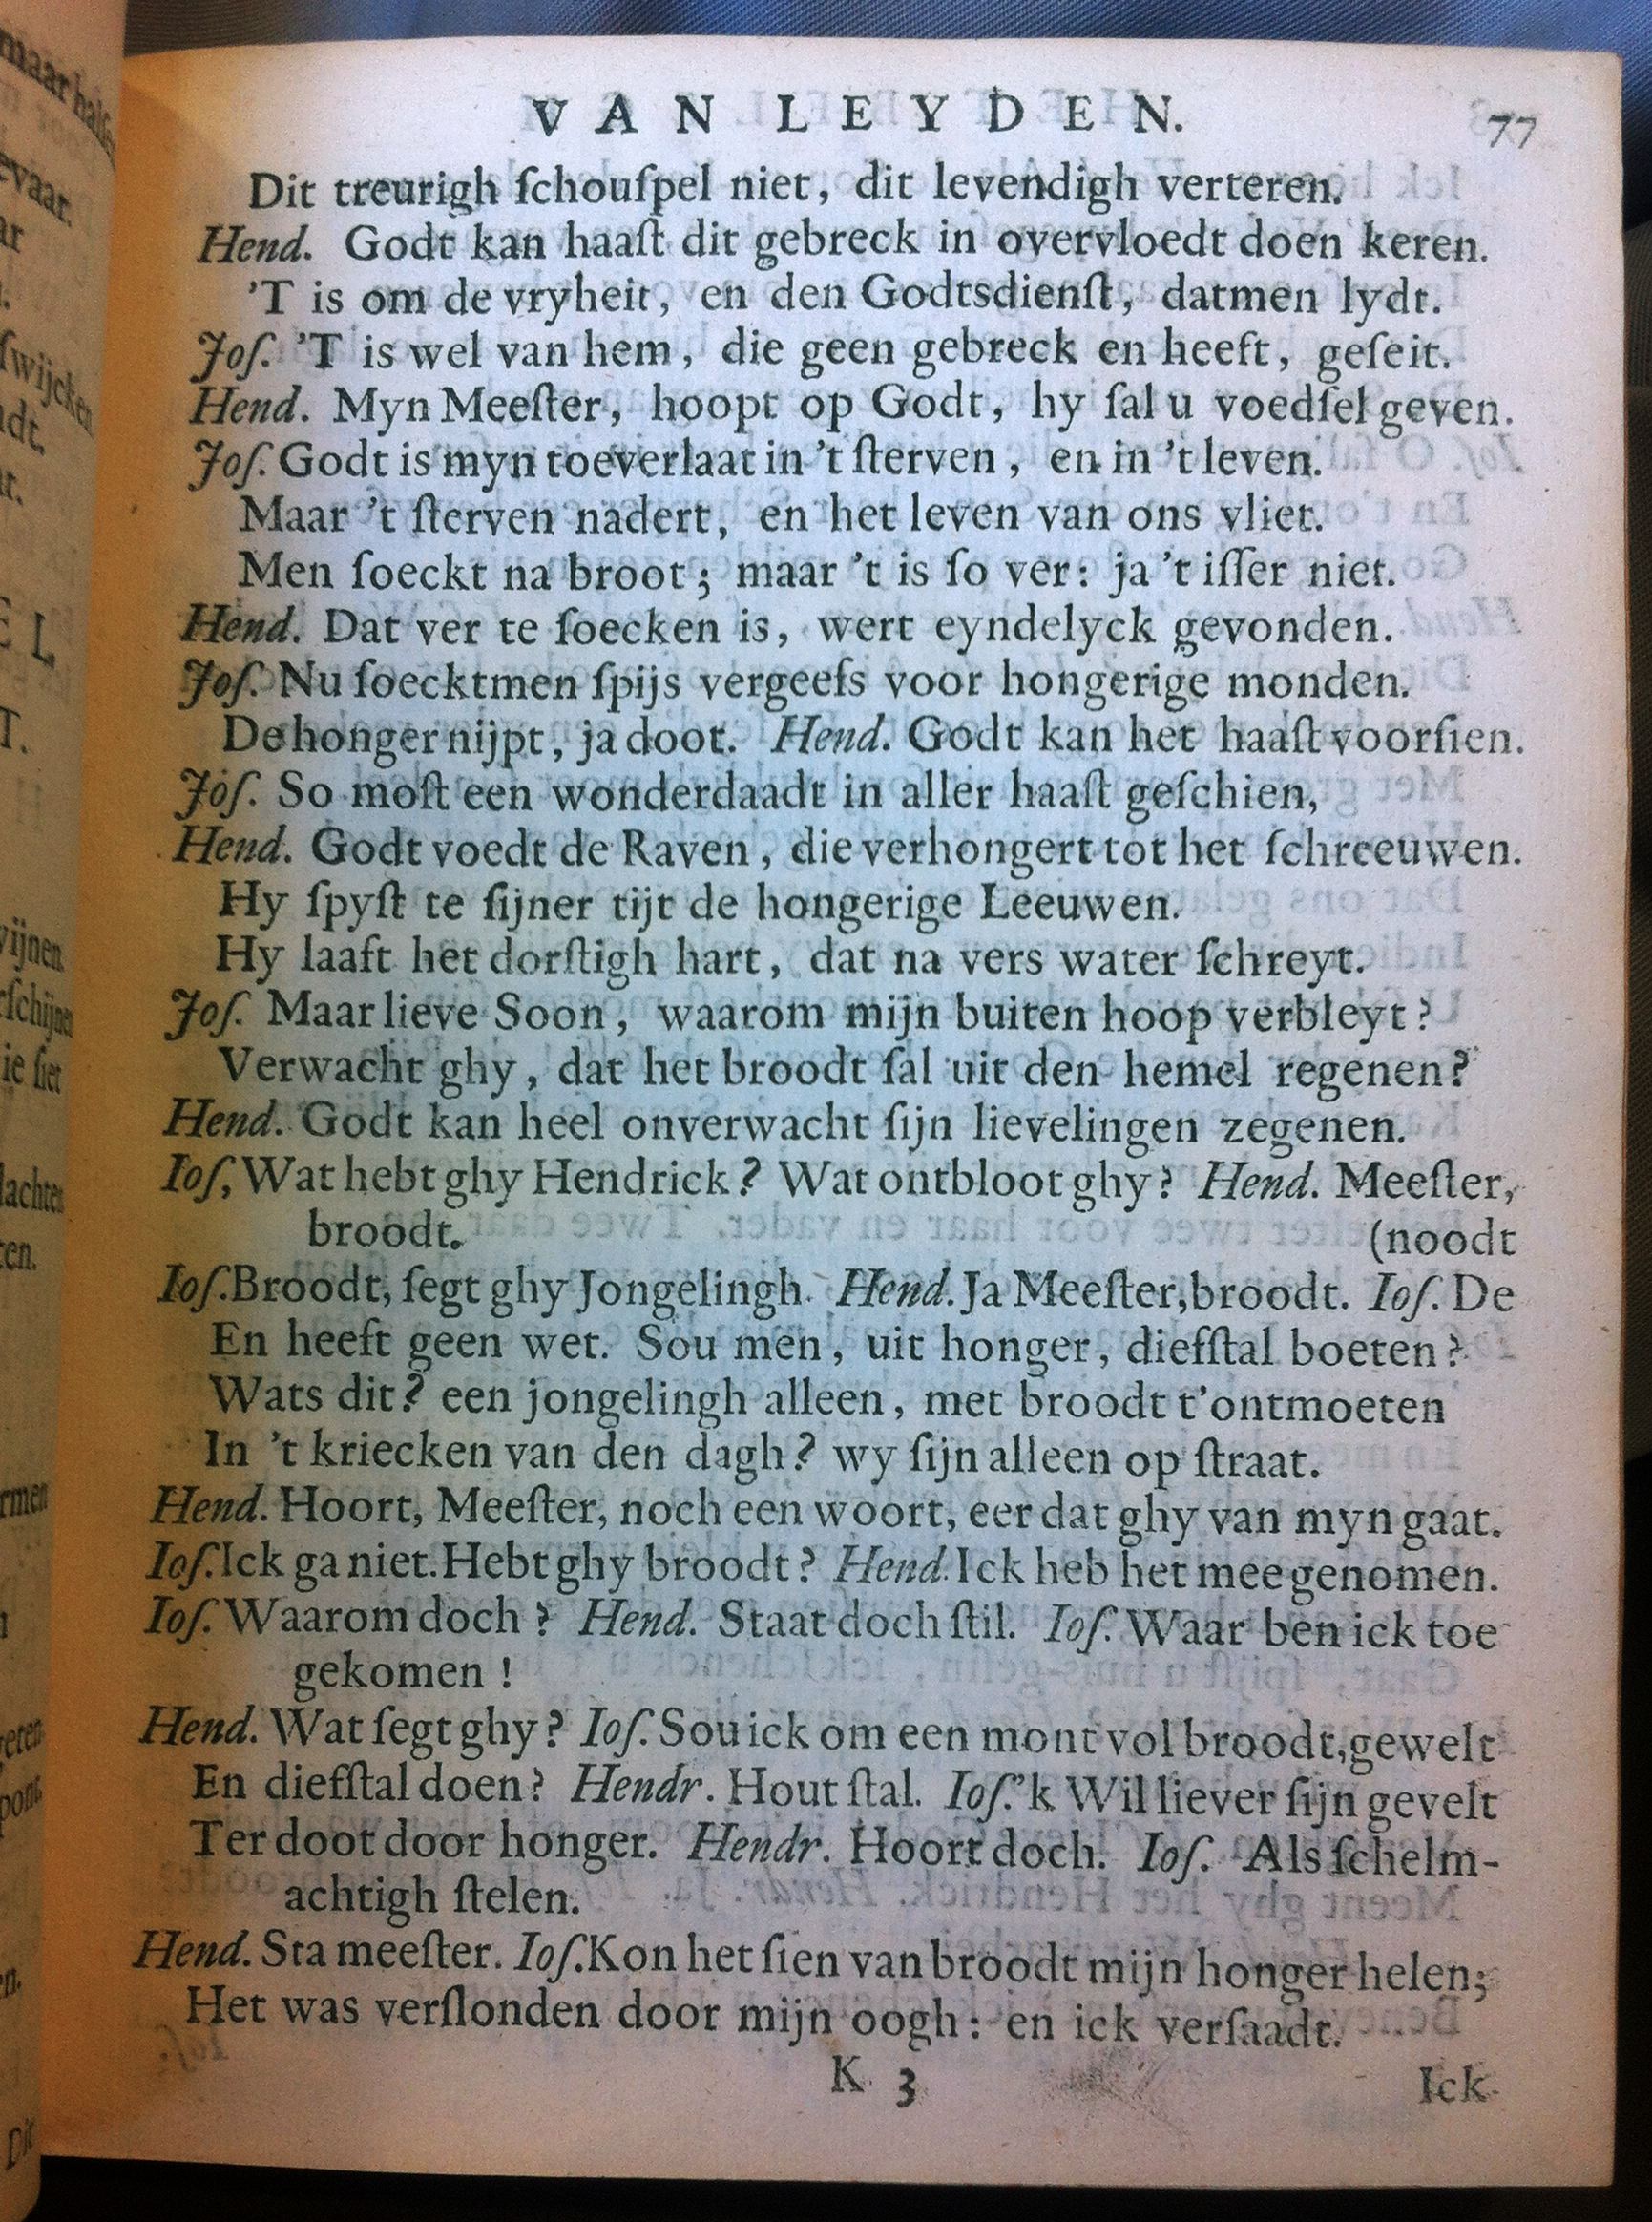 VAN LEYDEN. 77
Dit treurigh ſchouſpel niet, dit levendigh verteren.
Hend. Godt kan haaſt dit gebreck in overvloedt doen keren.
'T is om de vryheit, en den Godtsdienſt, datmen lydt.
Joſ. 'T is wel van hem, die geen gebreck en heeft, geſeit.
Hend. Myn Meeſter, hoopt op Godt, hy ſal u voedſel geven.
Joſ. Godt is myn toeverlaat in 't ſterven, en in 't leven.
Maar 't ſterven nadert, en het leven van ons vliet.
Men ſoeckt na broot; maar 't is ſo ver: ja 't iſſer niet.
Hend. Dat ver te ſoecken is, wert eyndelyck gevonden.
Joſ. Nu ſoecktmen ſpijs vergeefs voor hongerige monden.
De honger nijpt, ja doot. Hend. Godt kan het haaſt voorſien.
Joſ. So moſt een wonderdaadt in aller haaſt geſchien,
Hend. Godt voedt de Raven, die verhongert tot het ſchreeuwen.
Hy ſpyſt te ſijner tijt de hongerige Leeuwen.
Hy laaft het dorſtigh hart, dat na vers water ſchreyt.
Joſ. Maar lieve Soon, waarom mijn buiten hoop verbleyt?
Verwacht ghy, dat het broodt ſal uit den hemel regenen?
Hend. Godt kan heel onverwacht ſijn lievelingen zegenen.
Ioſ, Wat hebt ghy Hendrick? Wat ontbloot ghy? Hend. Meeſter,
broodt. (noodt
Ioſ. Broodt, ſegt ghy Jongelingh. Hend. Ja Meeſter, broodt. Ioſ. De
En heeft geen wet. Sou men, uit honger, diefſtal boeten?
Wats dit? een jongelingh alleen, met broodt t'ontmoeten
In 't kriecken van den dagh? wy ſijn alleen op ſtraat.
Hend. Hoort, Meeſter, noch een woort, eer dat ghy van myn gaat.
Ioſ. Ick ga niet. Hebt ghy broodt? Hend. Ick heb het mee genomen.
Ioſ. Waarom doch? Hend. Staat doch ſtil. Ioſ. Waar ben ick toe
gekomen!
Hend. Wat ſegt ghy? Ioſ. Sou ick om een mont vol broodt, gewelt
En diefſtal doen? Hendr. Hout ſtal. Ioſ. 'k Wil liever ſijn gevelt
Ter doot door honger. Hendr. Hoort doch. Ioſ. Als ſchelm-
achtigh ſtelen.
Hend. Sta meeſter. Ioſ. Kon het ſien van broodt mijn honger helen;
Het was verſlonden door mijn oogh: en ick verſaadt.
K 3 Ick